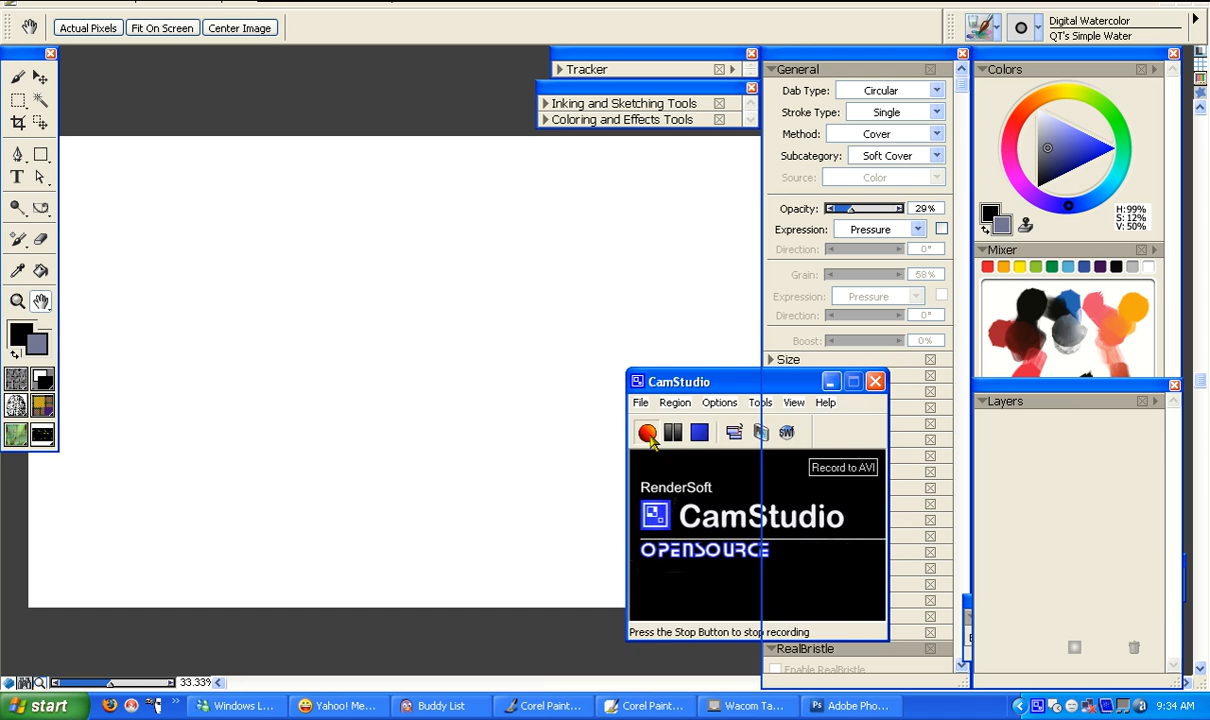 Actual Pixels Fit On Screen Center Image
Digital Watercolor
QT's Simple Water
Tracker
Inking and Sketching Tools
Coloring and Effects Tools
General
Dab Type: Circular
Stroke Type: Single
Method: Cover
Subcategory: Soft Cover
Source: Color
Opacity: 29%
Expression: Pressure
Direction: 0°
Grain: 58%
Expression: Pressure
Direction: 0°
Boost: 0%
Size
RealBristle
Enable RealBristle
Colors
H:99%
S:12%
V:50%
Mixer
Layers
CamStudio
File Region Options Tools View Help
SWF
Record to AVI
RenderSoft
CamStudio
OPENSOURCE
Press the Stop Button to stop recording
T
33.33%
start
Windows L...
Yahoo! Me...
Buddy List
Corel Paint...
Corel Paint...
Wacom Ta...
Adobe Pho...
9:34 AM